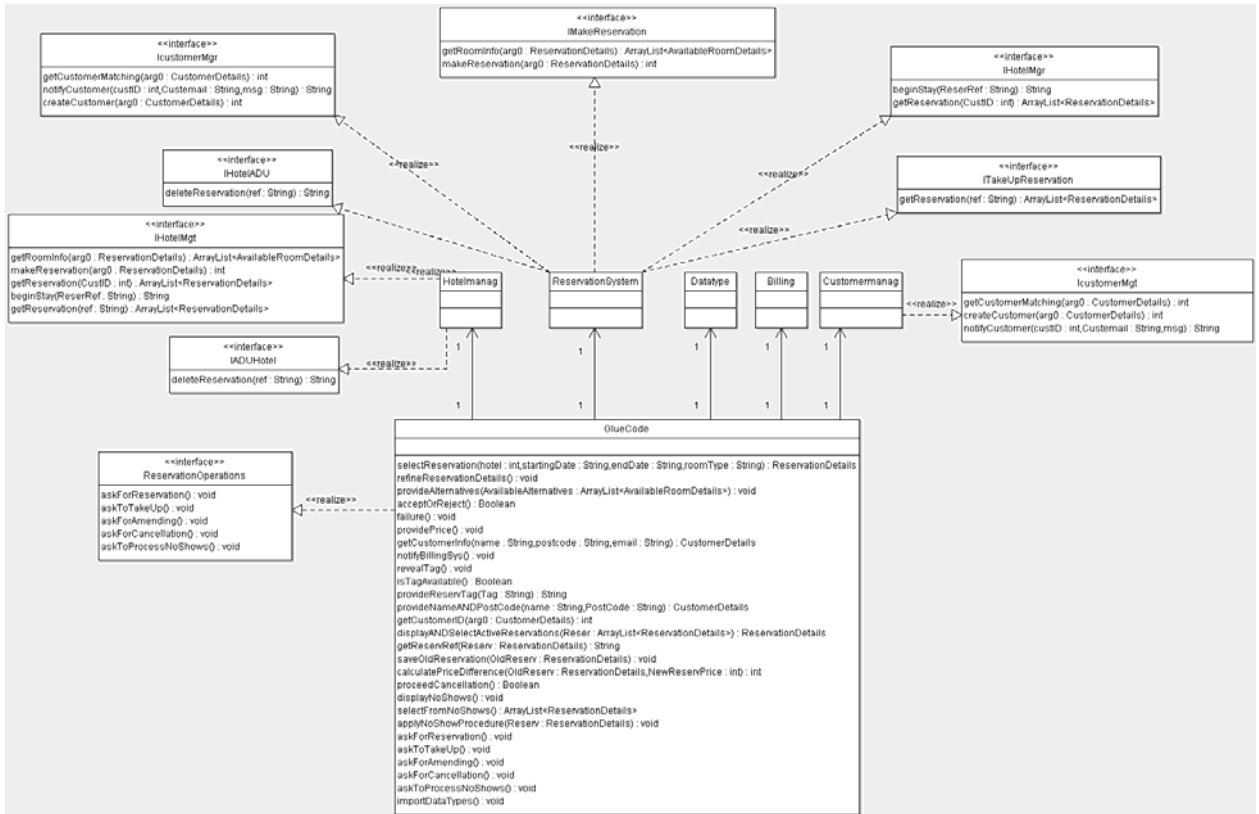 <<interface>>
IMakeReservation
getRoomInfo(arg0 : ReservationDetails) : ArrayList<AvailableRoomDetails>
makeReservation(arg0 : ReservationDetails) : int
<<interface>>
IcustomerMgr
getCustomerMatching(arg0 : CustomerDetails) : int
notifyCustomer(custID : int,Custemail : String,msg : String) : String
createCustomer(arg0 : CustomerDetails) : int
<<interface>>
IHotelMgr
beginStay(ReserRef : String) : String
getReservation(CustID : int) : ArrayList<ReservationDetails>
<<realize>>
<<realize>>
<<realize>>
<<interface>>
IHotelADU
deleteReservation(ref : String) : String
<<interface>>
ITakeUpReservation
getReservation(ref : String) : ArrayList<ReservationDetails>
<<realize>>
<<interface>>
IHotelMgt
getRoomInfo(arg0 : ReservationDetails) : ArrayList<AvailableRoomDetails>
makeReservation(arg0 : ReservationDetails) : int
getReservation(CustID : int) : ArrayList<ReservationDetails>
beginStay(ReserRef : String) : String
getReservation(ref : String) : ArrayList<ReservationDetails>
<<realize>>
<<realize>>
Hotelmanag
ReservationSystem
Datatype
Billing
Customermanag
<<realize>>
<<interface>>
IcustomerMgt
getCustomerMatching(arg0 : CustomerDetails) : int
createCustomer(arg0 : CustomerDetails) : int
notifyCustomer(custID : int,Custemail : String,msg) : String
<<interface>>
IADUHotel
deleteReservation(ref : String) : String
<<realize>>
1
1
1
1
1
1
1
1
1
1
GlueCode
selectReservation(hotel : int,startingDate : String,endDate : String,roomType : String) : ReservationDetails
refineReservationDetails() : void
provideAlternatives(AvailableAlternatives : ArrayList<AvailableRoomDetails>) : void
acceptOrReject() : Boolean
failure() : void
providePrice() : void
getCustomerInfo(name : String,postcode : String,email : String) : CustomerDetails
notifyBillingSys() : void
revealTag() : void
isTagAvailable() : Boolean
provideReservTag(Tag : String) : String
provideNameANDPostCode(name : String,PostCode : String) : CustomerDetails
getCustomerID(arg0 : CustomerDetails) : int
displayANDSelectActiveReservations(Reser : ArrayList<ReservationDetails>) : ReservationDetails
getReservRef(Reserv : ReservationDetails) : String
saveOldReservation(OldReserv : ReservationDetails) : void
calculatePriceDifference(OldReserv : ReservationDetails,NewReservPrice : int) : int
proceedCancellation() : Boolean
displayNoShows() : void
selectFromNoShows() : ArrayList<ReservationDetails>
applyNoShowProcedure(Reserv : ReservationDetails) : void
askForReservation() : void
askToTakeUp() : void
askForAmending() : void
askForCancellation() : void
askToProcessNoShows() : void
importDataTypes() : void
<<interface>>
ReservationOperations
askForReservation() : void
askToTakeUp() : void
askForAmending() : void
askForCancellation() : void
askToProcessNoShows() : void
<<realize>>